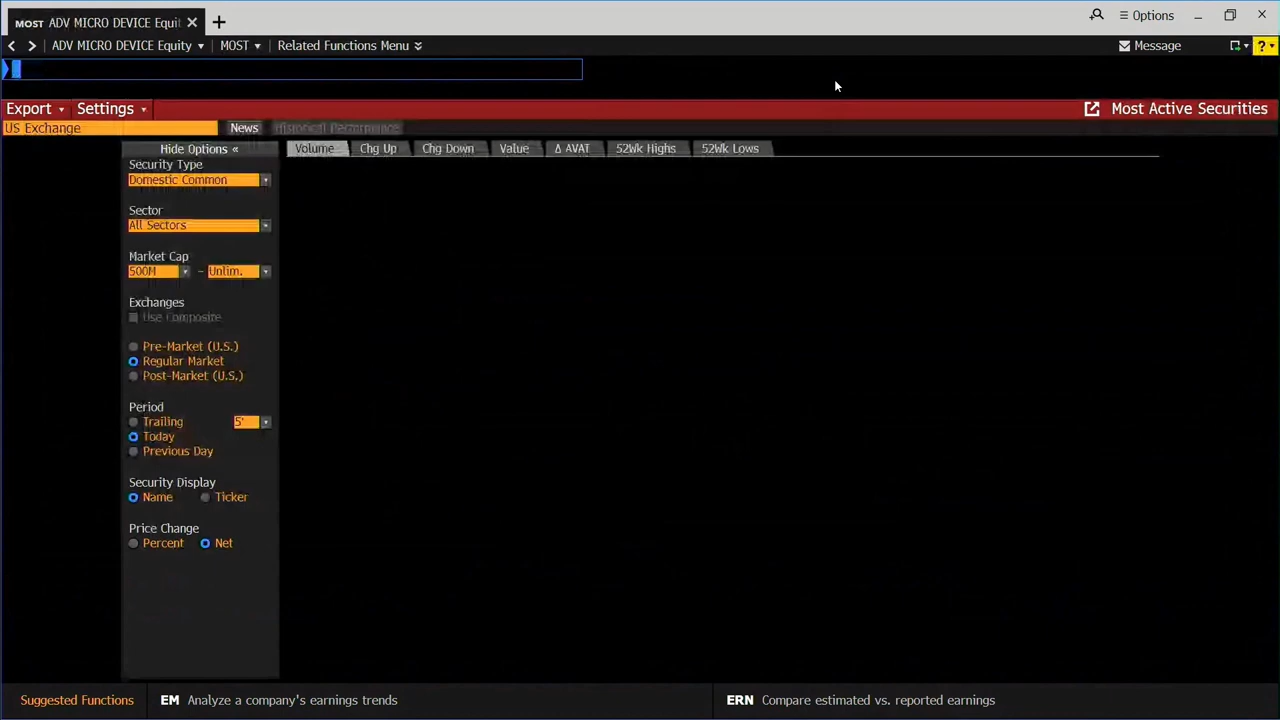 MOST ADV MICRO DEVICE Equit × +
Options
ADV MICRO DEVICE Equity MOST Related Functions Menu
Message ?
Export Settings Most Active Securities
US Exchange News Historical Performance
Hide Options «
Volume Chg Up Chg Down Value Δ AVAT 52Wk Highs 52Wk Lows
Security Type
Domestic Common
Sector
All Sectors
Market Cap
500M - Unlim.
Exchanges
Use Composite
Pre-Market (U.S.)
Regular Market
Post-Market (U.S.)
Period
Trailing 5'
Today
Previous Day
Security Display
Name Ticker
Price Change
Percent Net
Suggested Functions EM Analyze a company's earnings trends ERN Compare estimated vs. reported earnings